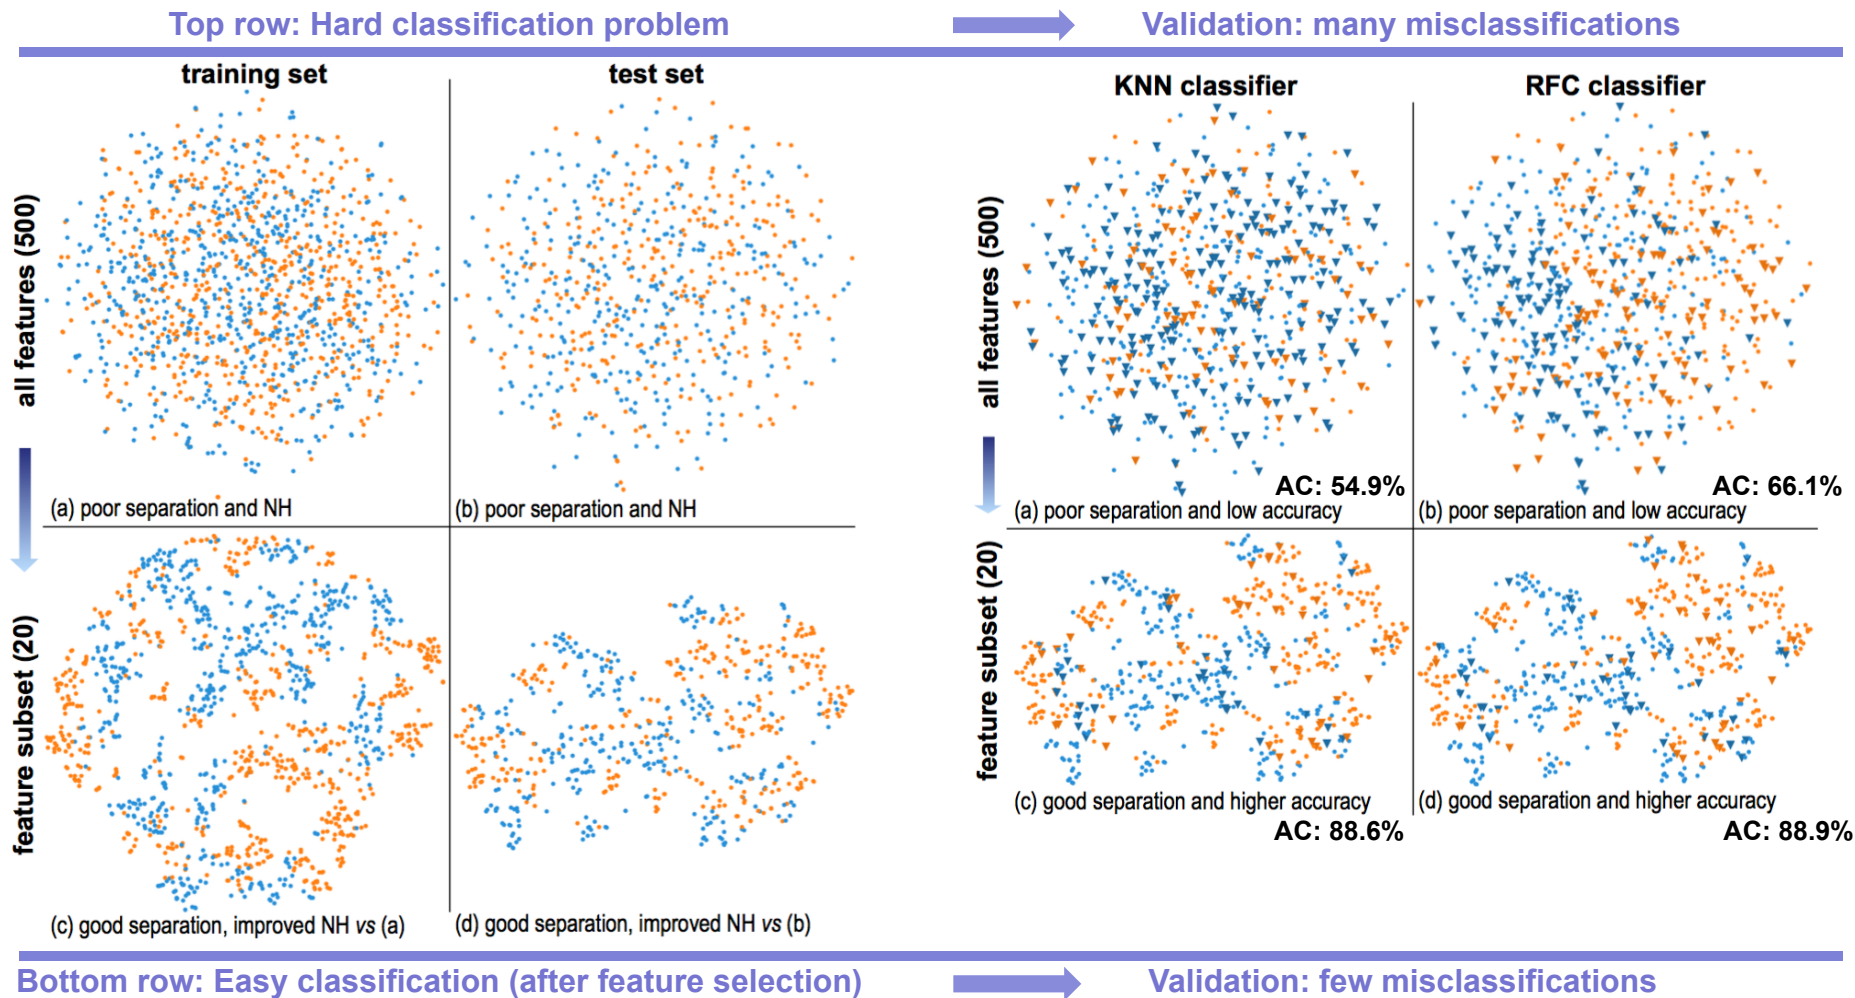 Top row: Hard classification problem
Validation: many misclassifications
training set
test set
KNN classifier
RFC classifier
all features (500)
all features (500)
AC: 54.9%
AC: 66.1%
(a) poor separation and NH
(b) poor separation and NH
(a) poor separation and low accuracy
(b) poor separation and low accuracy
feature subset (20)
feature subset (20)
(c) good separation and higher accuracy
(d) good separation and higher accuracy
AC: 88.6%
AC: 88.9%
(c) good separation, improved NH vs (a)
(d) good separation, improved NH vs (b)
Bottom row: Easy classification (after feature selection)
Validation: few misclassifications